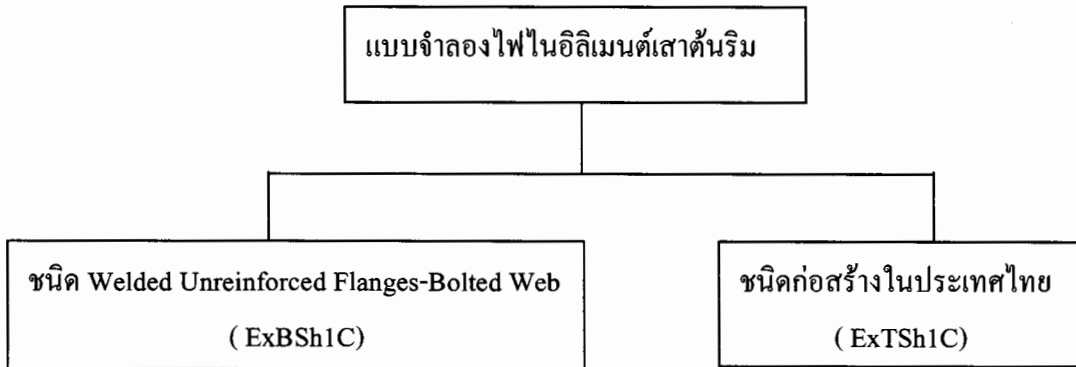 แบบจำลองไฟไนอิลิเมนต์เสาต้นริม
ชนิด Welded Unreinforced Flanges-Bolted Web
( ExBSh1C)
ชนิดก่อสร้างในประเทศไทย
( ExTSh1C)